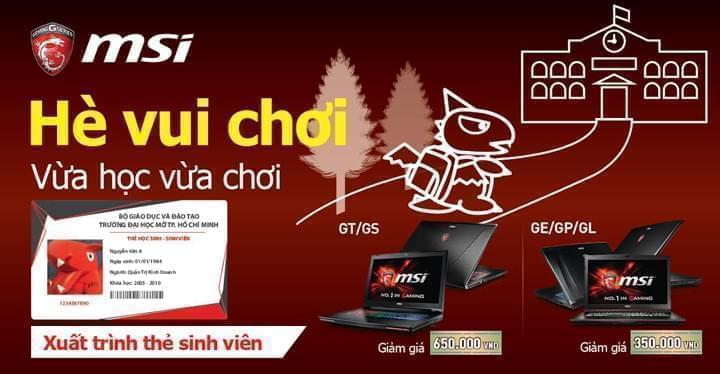 GAMING G SERIES
msi
Hè vui chơi
Vừa học vừa chơi
BỘ GIÁO DỤC VÀ ĐÀO TẠO
TRƯỜNG ĐẠI HỌC MỞ TP. HỒ CHÍ MINH
THẺ HỌC SINH - SINH VIÊN
Nguyễn Văn A
Ngày sinh: 01/01/1984
Ngành: Quản Trị Kinh Doanh
Khóa học: 2005 - 2010
1234567890
Xuất trình thẻ sinh viên
GT/GS
msi
NO.1 IN GAMING
Giảm giá 650.000 VND
GE/GP/GL
msi
NO.1 IN GAMING
Giảm giá 350.000 VND